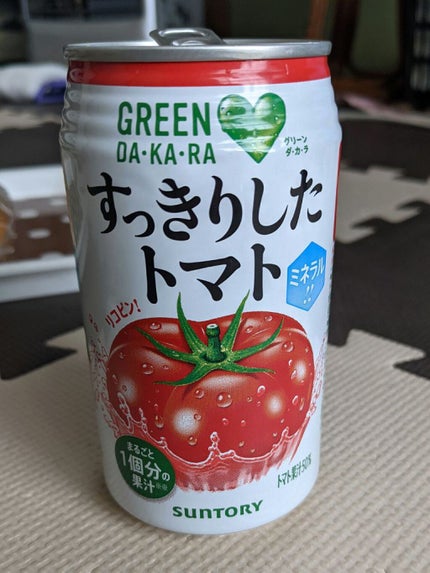 GREEN
DA・KA・RA
グリーン
ダ・カ・ラ
すっきりした
トマト
ミネラル
!!
リコピン!
まるごと
1個分の
果汁※※
トマト果汁50%
SUNTORY